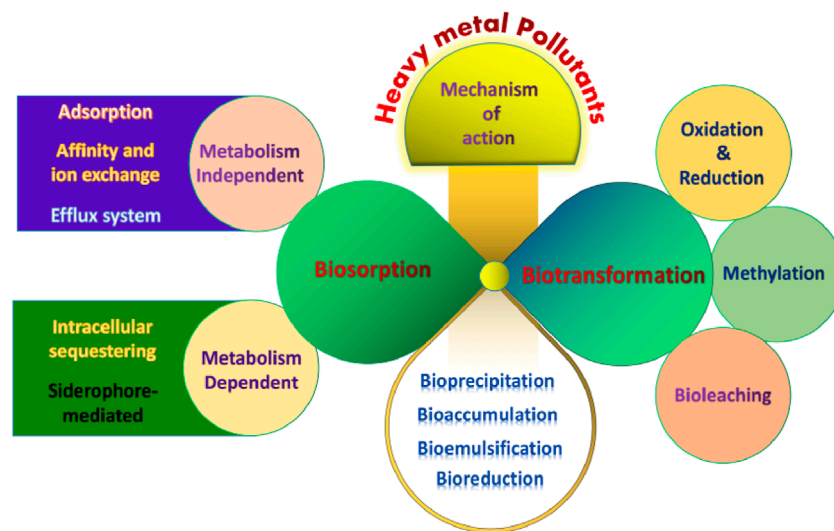 Heavy metal Pollutants
Mechanism
of
action
Adsorption
Affinity and
ion exchange
Efflux system
Metabolism
Independent
Biosorption
Intracellular
sequestering
Siderophore-
mediated
Metabolism
Dependent
Biotransformation
Oxidation
&
Reduction
Methylation
Bioleaching
Bioprecipitation
Bioaccumulation
Bioemulsification
Bioreduction